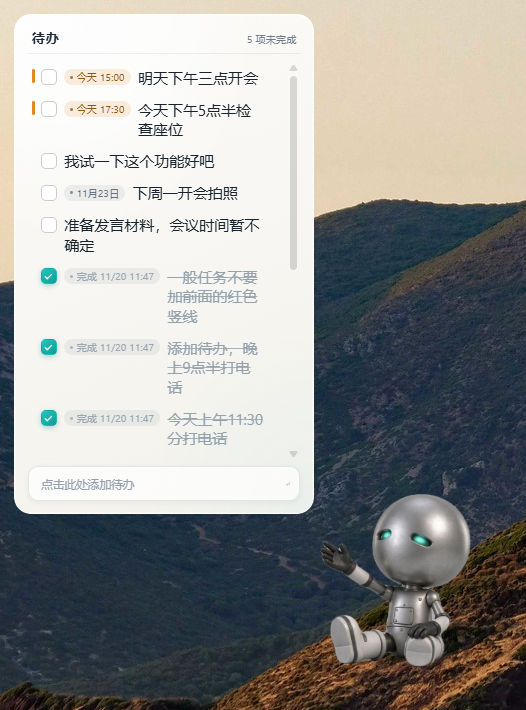 待办
5 项未完成
• 今天 15:00 明天下午三点开会
• 今天 17:30 今天下午5点半检
查座位
我试一下这个功能好吧
• 11月23日 下周一开会拍照
准备发言材料，会议时间暂不
确定
• 完成 11/20 11:47 一般任务不要
加前面的红色
竖线
• 完成 11/20 11:47 添加待办，晚
上9点半打电
话
• 完成 11/20 11:47 今天上午11:30
分打电话
点击此处添加待办